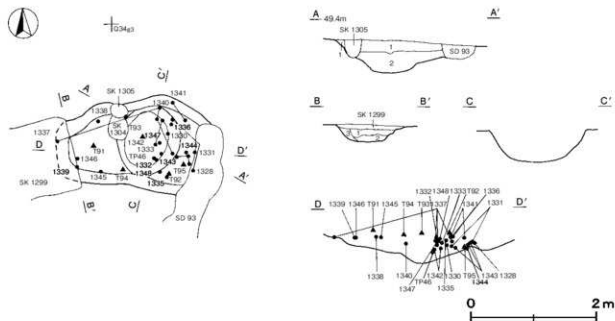 Q34g3
A 49.4m A'
SK 1305
1 1 SD 93
2
SK 1305 C' 1341
A 1340
B 1338 1336
1337 SK 1304 T93 1330
1342 1347
D 1333 1344 1331 D'
1346 T91 TP46 1343
1339 1332 T95 1328
1345 T94 1348 T92 A'
1335
SK 1299 B' C SD 93
B SK 1299 B' C C'
1332 1348 1333 T92 1336
D 1339 1346 T91 1345 T94 T93 1337 1341 1331 D'
1338 1340 1342 1330 T95 1343 1328
TP46 1335 1344
1347
0 2 m